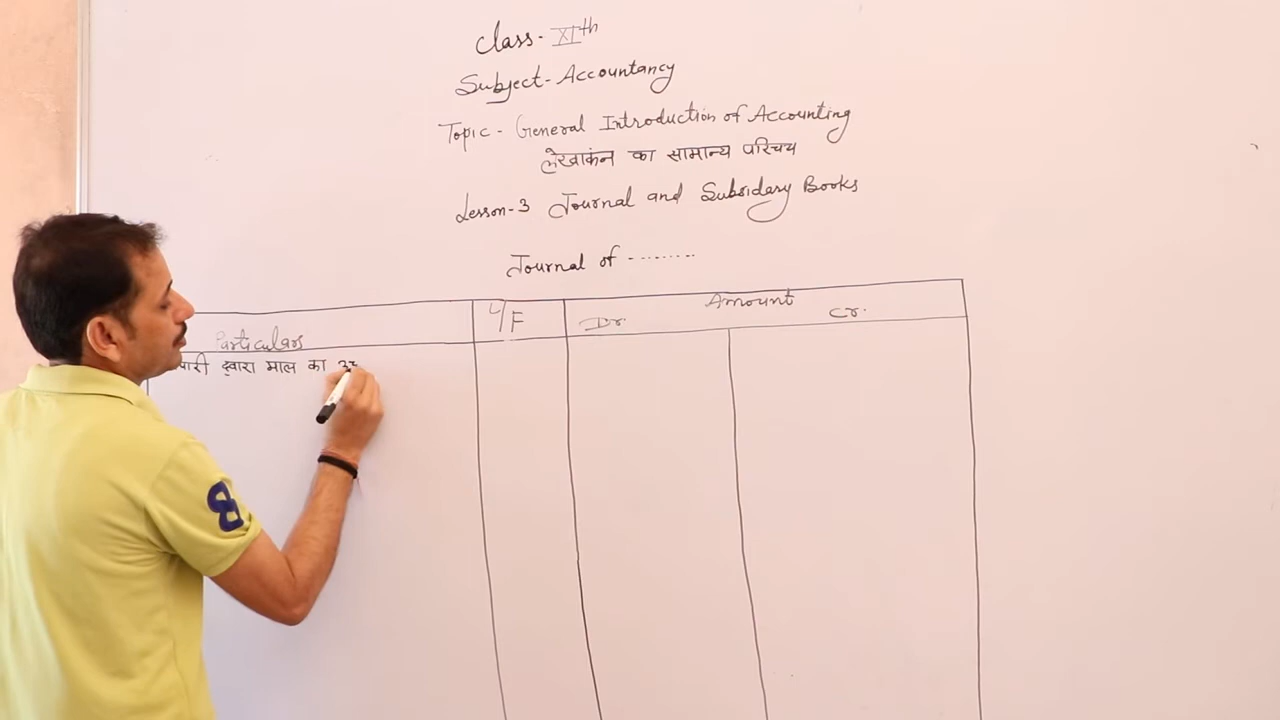 Class- XIth
Subject- Accountancy
Topic - General Introduction of Accounting
लेखाकंन का सामान्य परिचय
Lesson-3 Journal and Subsidary Books
Journal of ---------
Particulars L/F Amount
Dr. Cr.
पारी द्वारा माल का